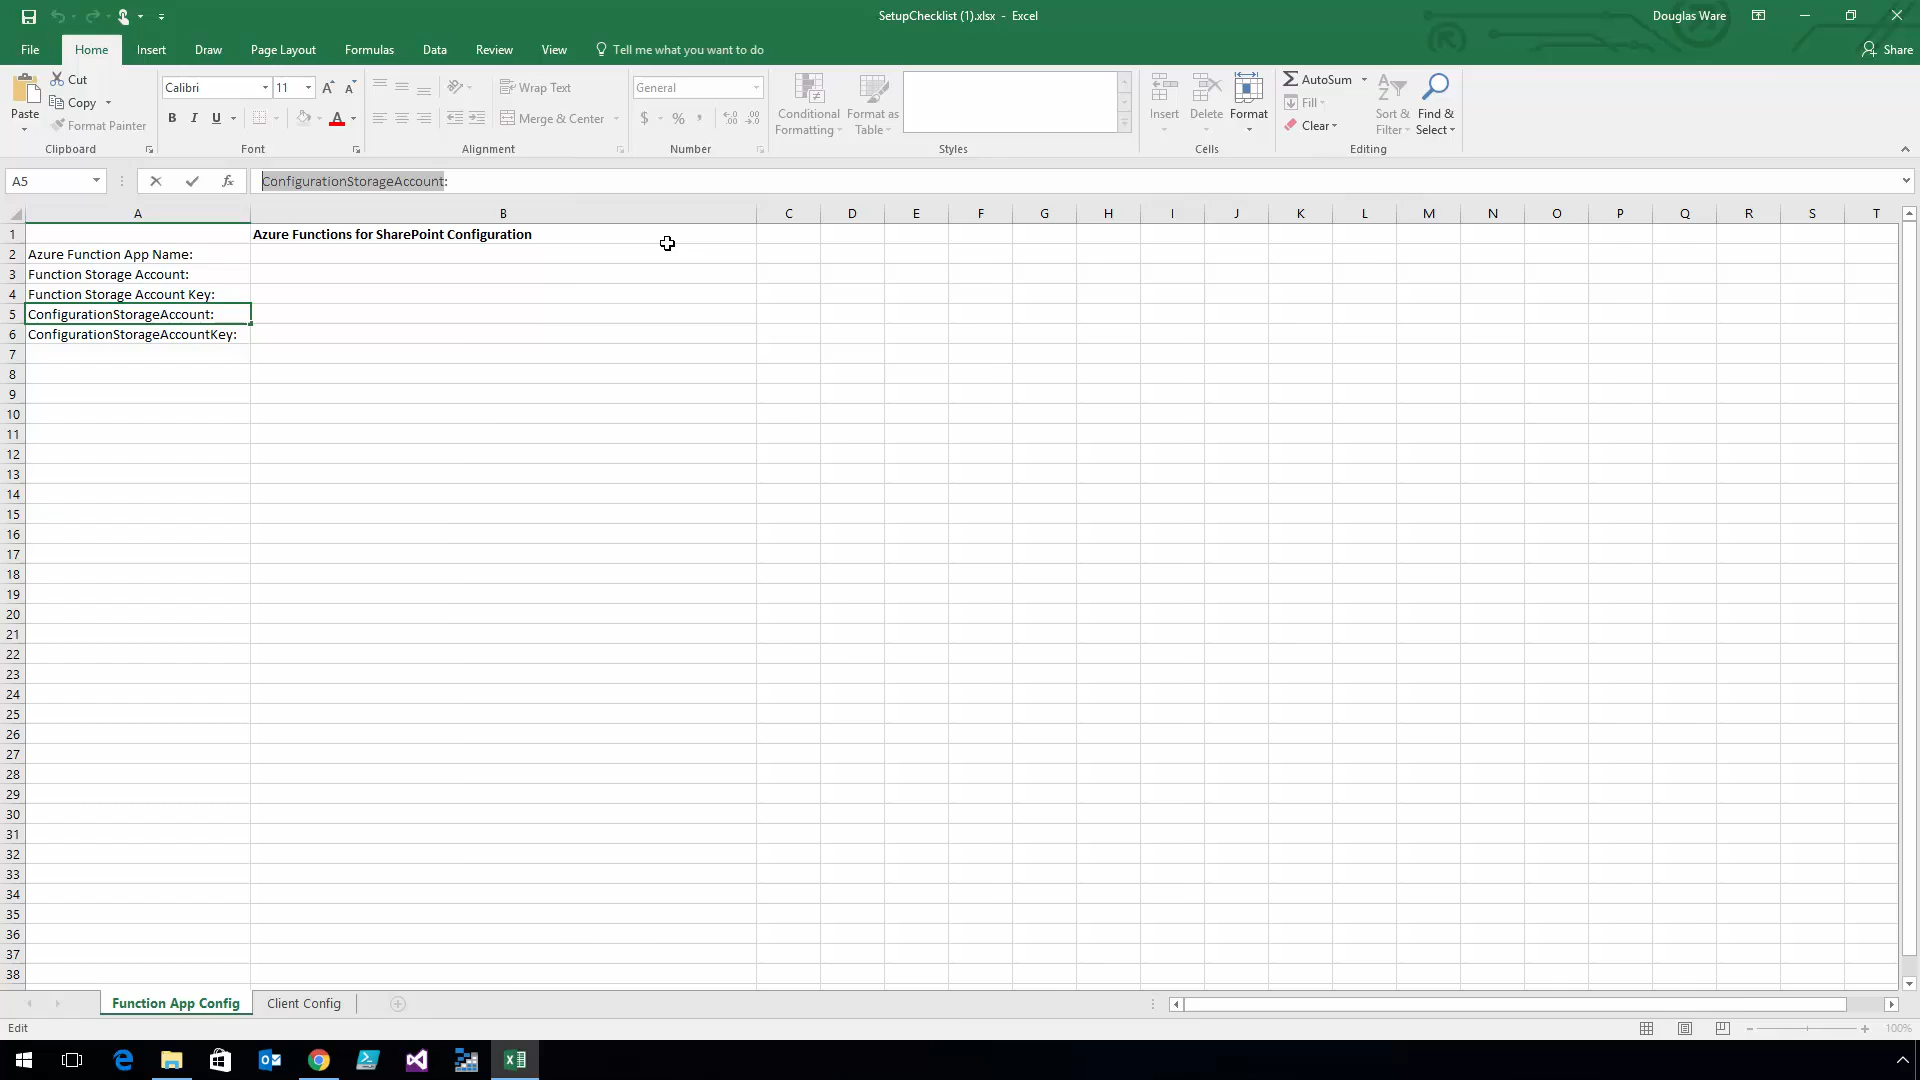 SetupChecklist (1).xlsx - Excel
Douglas Ware
File Home Insert Draw Page Layout Formulas Data Review View Tell me what you want to do
Share
Paste
Cut
Copy
Format Painter
Clipboard
Calibri 11 A A
B I U A
Font
Wrap Text
Merge & Center
Alignment
General
$ % ,
Number
Conditional Formatting
Format as Table
Styles
Insert Delete Format
Cells
AutoSum
Fill
Clear
Sort & Filter
Find & Select
Editing
A5 fx ConfigurationStorageAccount:
A B C D E F G H I J K L M N O P Q R S T
1 Azure Functions for SharePoint Configuration
2 Azure Function App Name:
3 Function Storage Account:
4 Function Storage Account Key:
5 ConfigurationStorageAccount:
6 ConfigurationStorageAccountKey:
7
8
9
10
11
12
13
14
15
16
17
18
19
20
21
22
23
24
25
26
27
28
29
30
31
32
33
34
35
36
37
38
Function App Config Client Config
Edit
100%